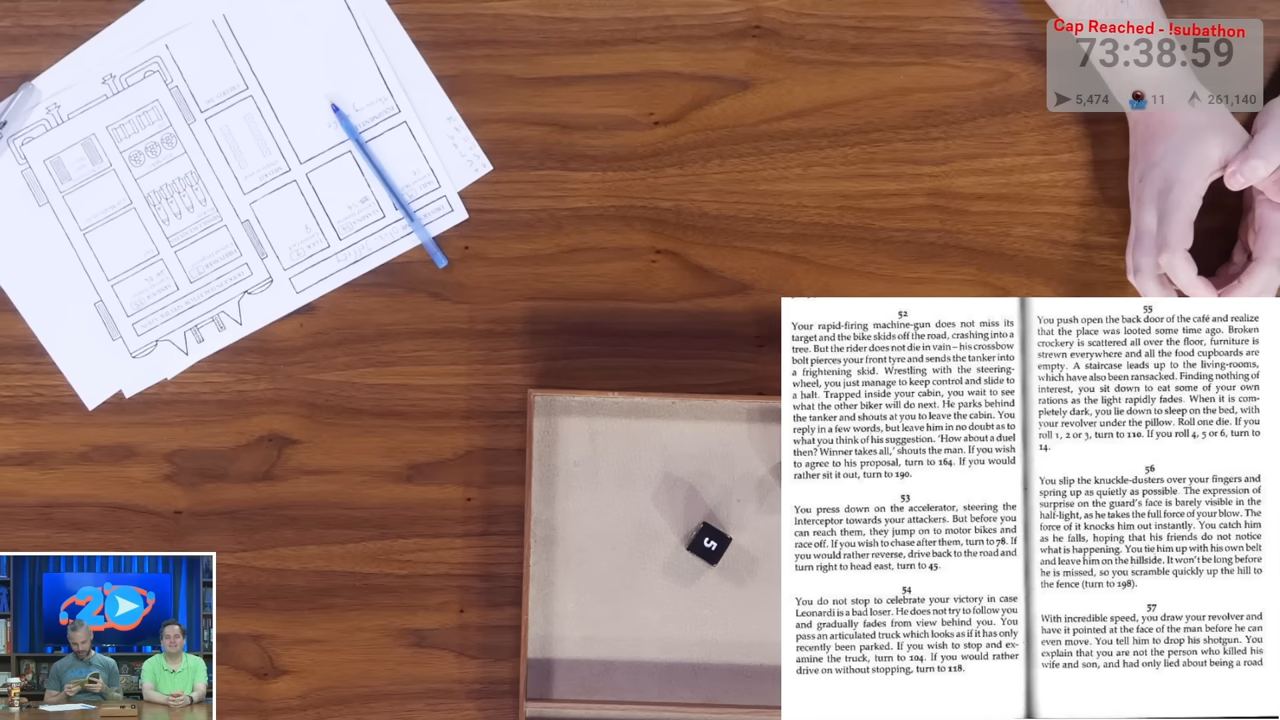 Cap Reached - !subathon
73:38:59
5,474
11
261,140
52
Your rapid-firing machine-gun does not miss its
target and the bike skids off the road, crashing into a
tree. But the rider does not die in vain – his crossbow
bolt pierces your front tyre and sends the tanker into
a frightening skid. Wrestling with the steering-
wheel, you just manage to keep control and slide to
a halt. Trapped inside your cabin, you wait to see
what the other biker will do next. He parks behind
the tanker and shouts at you to leave the cabin. You
reply in a few words, but leave him in no doubt as to
what you think of his suggestion. 'How about a duel
then? Winner takes all,' shouts the man. If you wish
to agree to his proposal, turn to 164. If you would
rather sit it out, turn to 190.
53
You press down on the accelerator, steering the
Interceptor towards your attackers. But before you
can reach them, they jump on to motor bikes and
race off. If you wish to chase after them, turn to 78. If
you would rather reverse, drive back to the road and
turn right to head east, turn to 45.
54
You do not stop to celebrate your victory in case
Leonardi is a bad loser. He does not try to follow you
and gradually fades from view behind you. You
pass an articulated truck which looks as if it has only
recently been parked. If you wish to stop and ex-
amine the truck, turn to 104. If you would rather
drive on without stopping, turn to 118.
55
You push open the back door of the café and realize
that the place was looted some time ago. Broken
crockery is scattered all over the floor, furniture is
strewn everywhere and all the food cupboards are
empty. A staircase leads up to the living-rooms,
which have also been ransacked. Finding nothing of
interest, you sit down to eat some of your own
rations as the light rapidly fades. When it is com-
pletely dark, you lie down to sleep on the bed, with
your revolver under the pillow. Roll one die. If you
roll 1, 2 or 3, turn to 110. If you roll 4, 5 or 6, turn to
14.
56
You slip the knuckle-dusters over your fingers and
spring up as quietly as possible. The expression of
surprise on the guard's face is barely visible in the
half-light, as he takes the full force of your blow. The
force of it knocks him out instantly. You catch him
as he falls, hoping that his friends do not notice
what is happening. You tie him up with his own belt
and leave him on the hillside. It won't be long before
he is missed, so you scramble quickly up the hill to
the fence (turn to 198).
57
With incredible speed, you draw your revolver and
have it pointed at the face of the man before he can
even move. You tell him to drop his shotgun. You
explain that you are not the person who killed his
wife and son, and had only lied about being a road
5
20